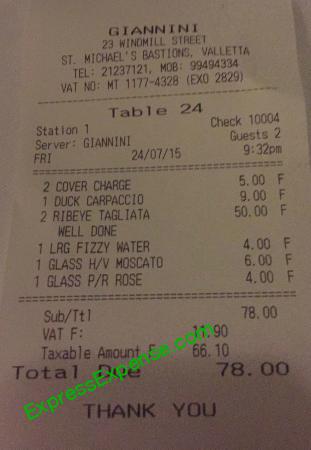 GIANNINI
23 WINDMILL STREET
ST. MICHAEL'S BASTIONS, VALLETTA
TEL: 21237121, MOB: 99494334
VAT NO: MT 1177-4328 (EXO 2829)
Table 24
Station 1 Check 10004
Server: GIANNINI Guests 2
FRI 24/07/15 9:32pm
2 COVER CHARGE 5.00 F
1 DUCK CARPACCIO 9.00 F
2 RIBEYE TAGLIATA 50.00 F
WELL DONE
1 LRG FIZZY WATER 4.00 F
1 GLASS H/V MOSCATO 6.00 F
1 GLASS P/R ROSE 4.00 F
Sub/Ttl 78.00
VAT F: 11.90
Taxable Amount F: 66.10
Total Due 78.00
ExpressExpense.com
THANK YOU